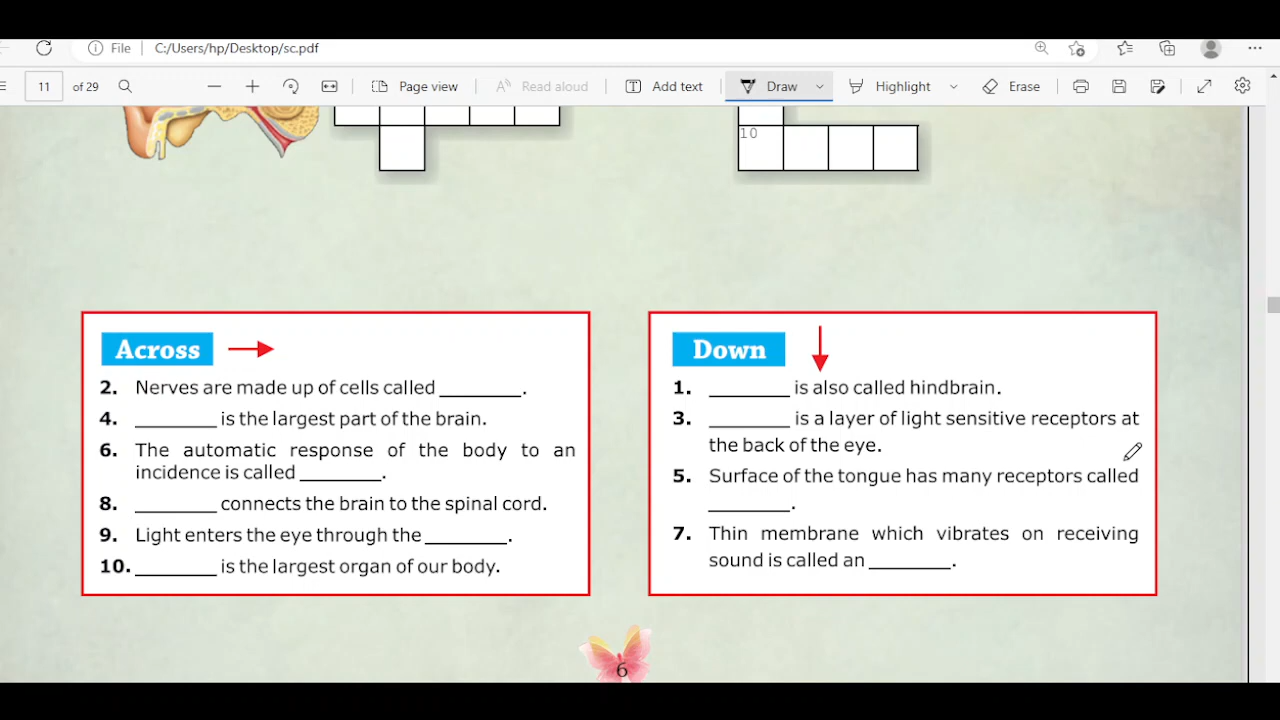 File C:/Users/hp/Desktop/sc.pdf
11 of 29 Page view Read aloud Add text Draw Highlight Erase
10
Across
2. Nerves are made up of cells called ________.
4. ________ is the largest part of the brain.
6. The automatic response of the body to an
incidence is called ________.
8. ________ connects the brain to the spinal cord.
9. Light enters the eye through the ________.
10. ________ is the largest organ of our body.
Down
1. ________ is also called hindbrain.
3. ________ is a layer of light sensitive receptors at
the back of the eye.
5. Surface of the tongue has many receptors called
________.
7. Thin membrane which vibrates on receiving
sound is called an ________.
6